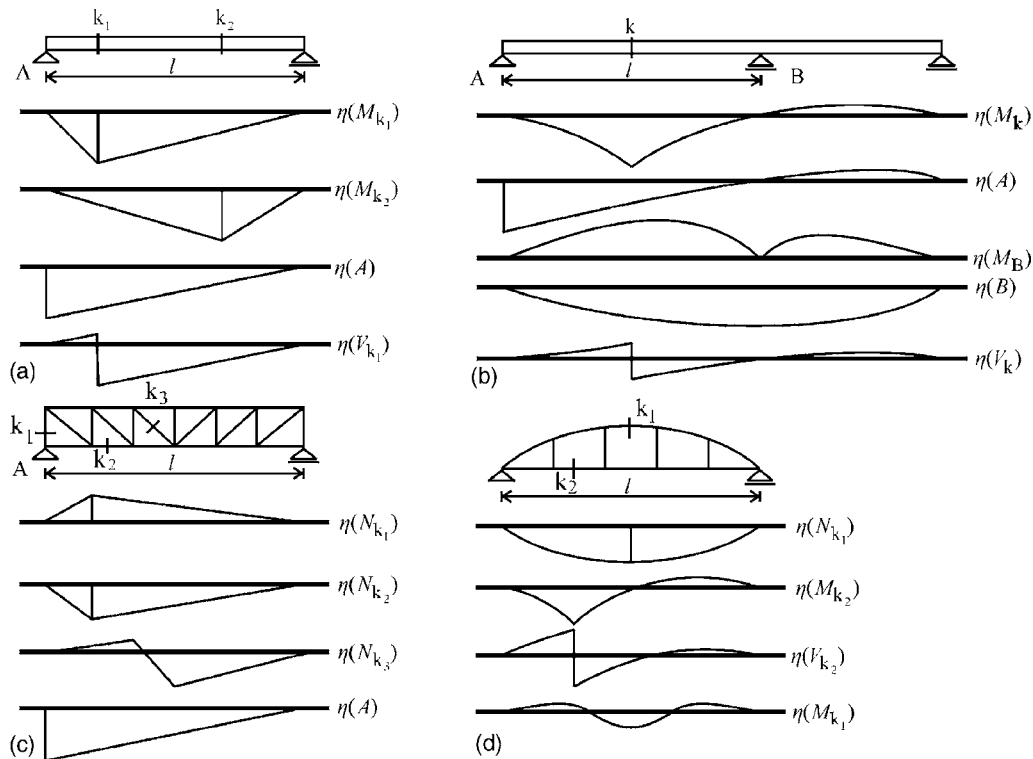 k₁ k₂
A l
η(Mk₁)
η(Mk₂)
η(A)
η(Vk₁)
(a)
k
A l B
η(Mk)
η(A)
η(MB)
η(B)
η(Vk)
(b)
k₃
k₁
k₂
A l
η(Nk₁)
η(Nk₂)
η(Nk₃)
η(A)
(c)
k₁
k₂ l
η(Nk₁)
η(Mk₂)
η(Vk₂)
η(Mk₁)
(d)